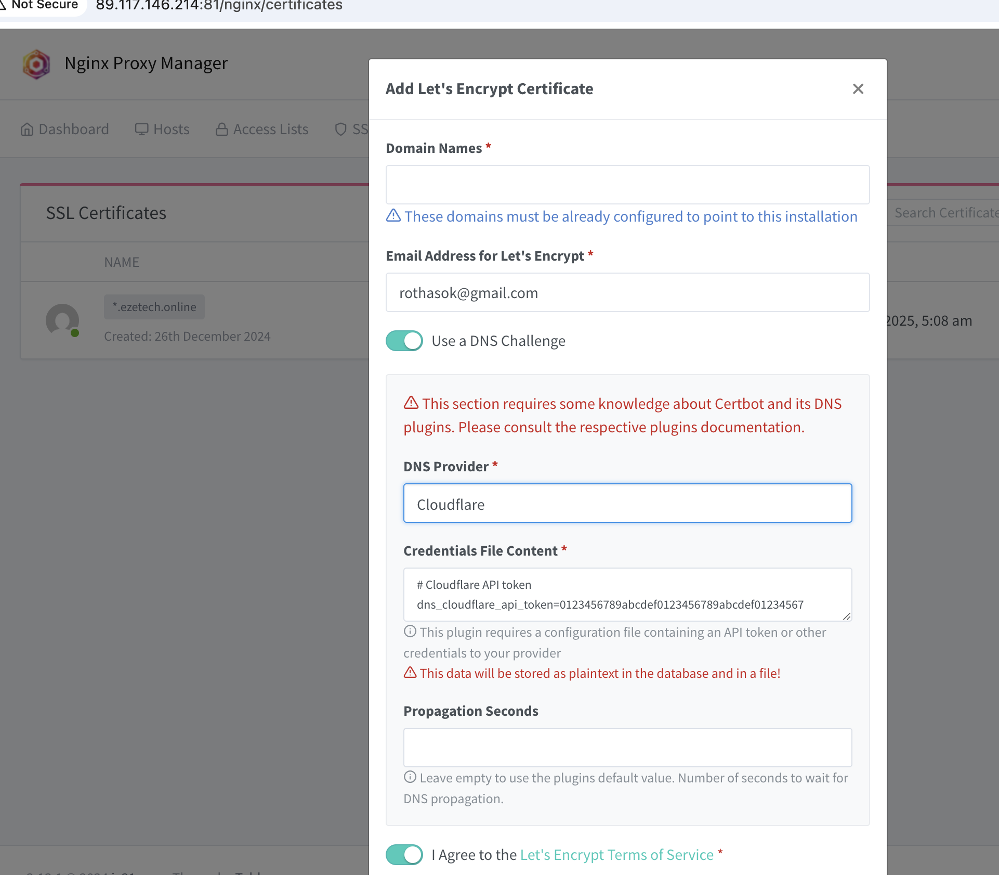 Not Secure 89.117.146.214:81/nginx/certificates
Nginx Proxy Manager
Dashboard Hosts Access Lists SS
SSL Certificates
Search Certificate
NAME
*.ezetech.online
Created: 26th December 2024
2025, 5:08 am
Add Let's Encrypt Certificate
Domain Names *
These domains must be already configured to point to this installation
Email Address for Let's Encrypt *
rothasok@gmail.com
Use a DNS Challenge
This section requires some knowledge about Certbot and its DNS
plugins. Please consult the respective plugins documentation.
DNS Provider *
Cloudflare
Credentials File Content *
# Cloudflare API token
dns_cloudflare_api_token=0123456789abcdef0123456789abcdef01234567
This plugin requires a configuration file containing an API token or other
credentials to your provider
This data will be stored as plaintext in the database and in a file!
Propagation Seconds
Leave empty to use the plugins default value. Number of seconds to wait for
DNS propagation.
I Agree to the Let's Encrypt Terms of Service *